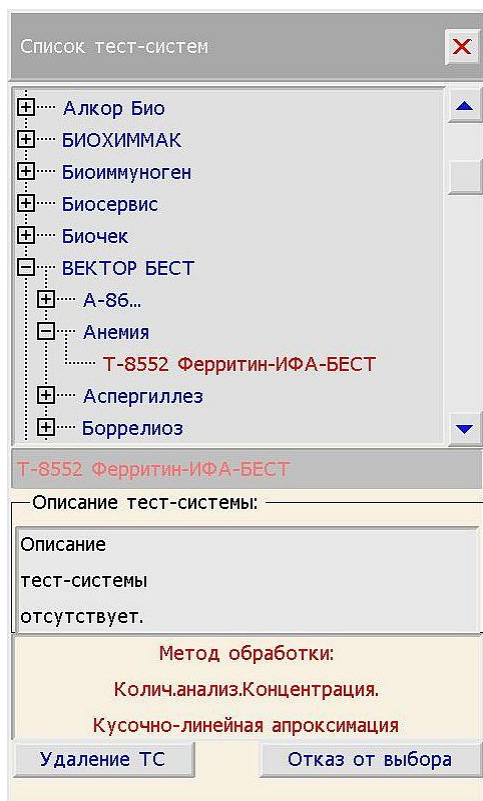 Список тест-систем
Алкор Био
БИОХИММАК
Биоиммуноген
Биосервис
Биочек
ВЕКТОР БЕСТ
А-86...
Анемия
Т-8552 Ферритин-ИФА-БЕСТ
Аспергиллез
Боррелиоз
Т-8552 Ферритин-ИФА-БЕСТ
Описание тест-системы:
Описание
тест-системы
отсутствует.
Метод обработки:
Колич.анализ.Концентрация.
Кусочно-линейная апроксимация
Удаление ТС
Отказ от выбора